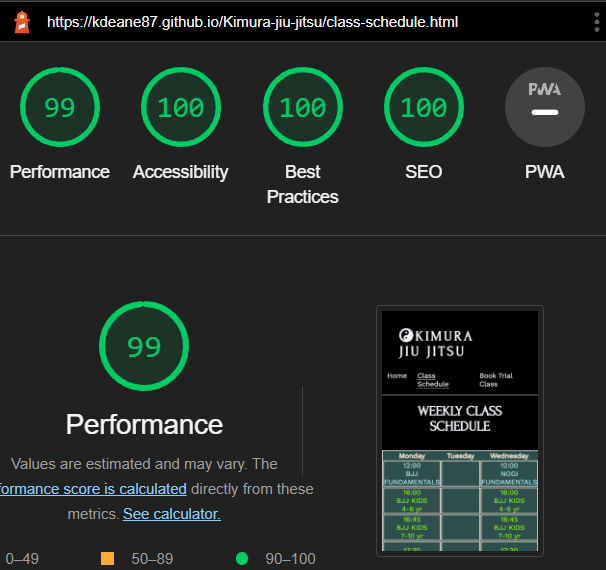 https://kdeane87.github.io/Kimura-jiu-jitsu/class-schedule.html
99
100
100
100
PWA
Performance
Accessibility
Best
Practices
SEO
PWA
99
Performance
Values are estimated and may vary. The
formance score is calculated directly from these
metrics. See calculator.
0–49
50–89
90–100
KIMURA
JIU JITSU
Home
Class
Schedule
Book Trial
Class
WEEKLY CLASS
SCHEDULE
Monday Tuesday Wednesday
12:00 12:00
BJJ NOGI
FUNDAMENTALS FUNDAMENTALS
16:00 16:00
BJJ KIDS BJJ KIDS
4-6 yr 4-6 yr
16:45 16:45
BJJ KIDS BJJ KIDS
7-10 yr 7-10 yr
17:30 17:30